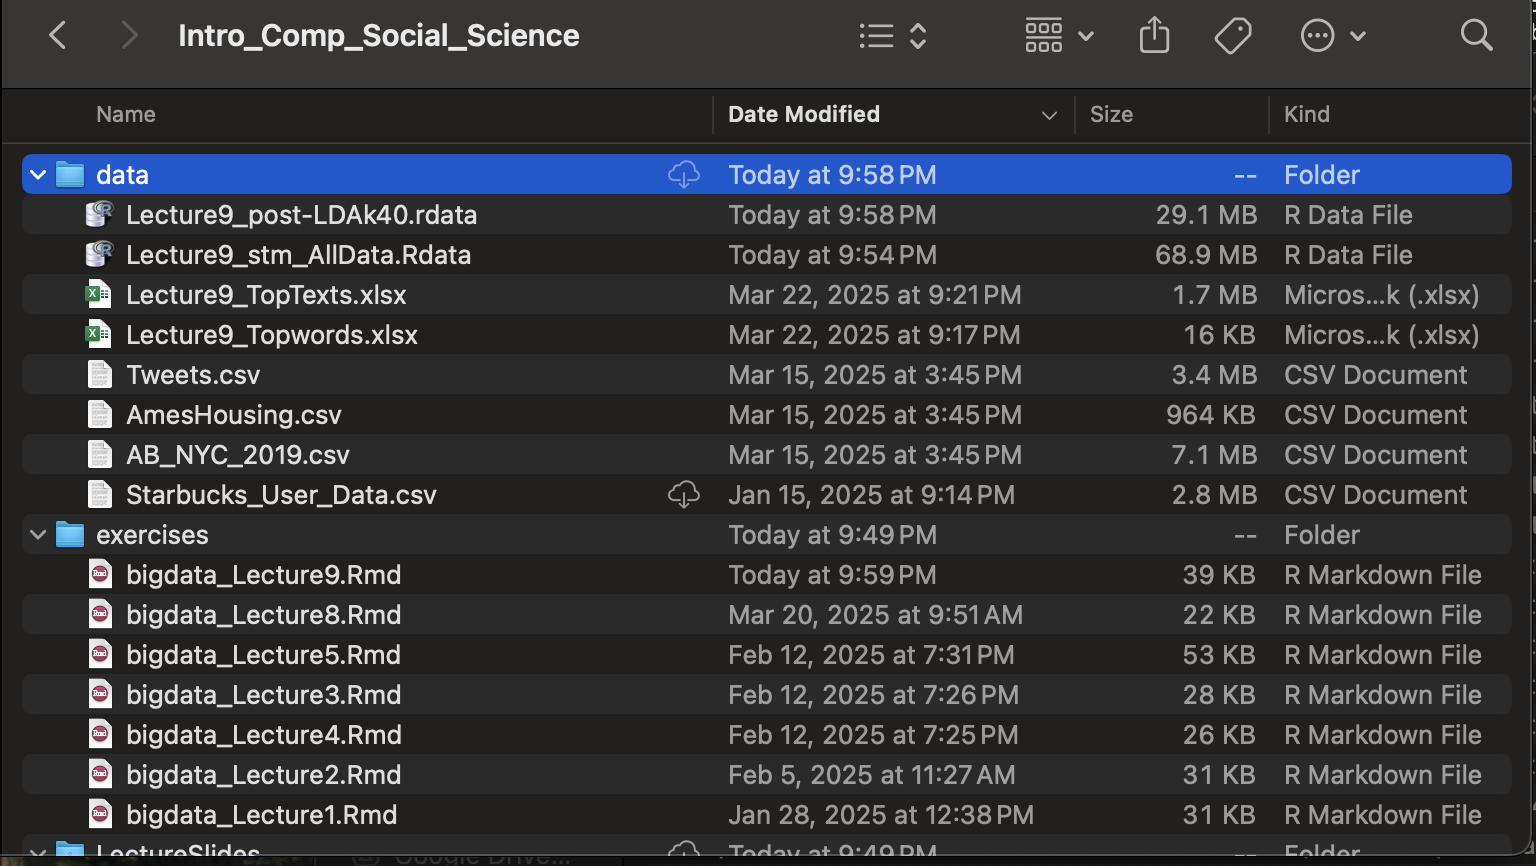 Intro_Comp_Social_Science
Name Date Modified Size Kind
data Today at 9:58 PM -- Folder
Lecture9_post-LDAk40.rdata Today at 9:58 PM 29.1 MB R Data File
Lecture9_stm_AllData.Rdata Today at 9:54 PM 68.9 MB R Data File
Lecture9_TopTexts.xlsx Mar 22, 2025 at 9:21 PM 1.7 MB Micros...k (.xlsx)
Lecture9_Topwords.xlsx Mar 22, 2025 at 9:17 PM 16 KB Micros...k (.xlsx)
Tweets.csv Mar 15, 2025 at 3:45 PM 3.4 MB CSV Document
AmesHousing.csv Mar 15, 2025 at 3:45 PM 964 KB CSV Document
AB_NYC_2019.csv Mar 15, 2025 at 3:45 PM 7.1 MB CSV Document
Starbucks_User_Data.csv Jan 15, 2025 at 9:14 PM 2.8 MB CSV Document
exercises Today at 9:49 PM -- Folder
bigdata_Lecture9.Rmd Today at 9:59 PM 39 KB R Markdown File
bigdata_Lecture8.Rmd Mar 20, 2025 at 9:51 AM 22 KB R Markdown File
bigdata_Lecture5.Rmd Feb 12, 2025 at 7:31 PM 53 KB R Markdown File
bigdata_Lecture3.Rmd Feb 12, 2025 at 7:26 PM 28 KB R Markdown File
bigdata_Lecture4.Rmd Feb 12, 2025 at 7:25 PM 26 KB R Markdown File
bigdata_Lecture2.Rmd Feb 5, 2025 at 11:27 AM 31 KB R Markdown File
bigdata_Lecture1.Rmd Jan 28, 2025 at 12:38 PM 31 KB R Markdown File
LectureSlides Today at 9:49 PM -- Folder
Google Drive...